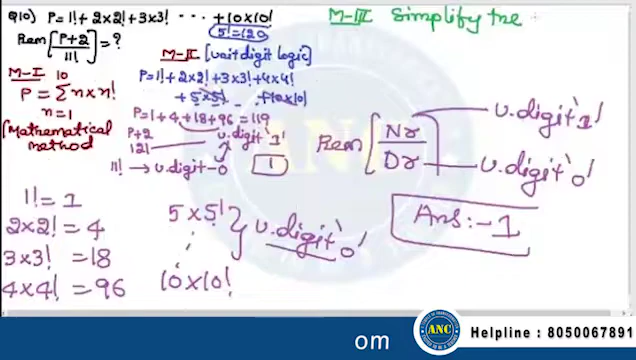 Q10) P=1!+2×2!+3×3! ... +10×10!
Rem[P+2/11!]=?
5!=120
M-I
P = 10 Σ n×n!
n=1
[Mathematical
method
M-II [unit digit logic]
P=1!+2×2!+3×3!+4×4!
+5×5! .. +10×10!
P=1+4+18+96=119
P+2
121
u.digit '1'
11! → u.digit-0
1
M-III Simplify the
Rem [Nr/Dr
u.digit '1'
u.digit '0'
Ans:-1
1!=1
2×2!=4
3×3! =18
4×4! =96
5×5!
10×10!
u.digit '0'
om
ANC
Helpline : 8050067891